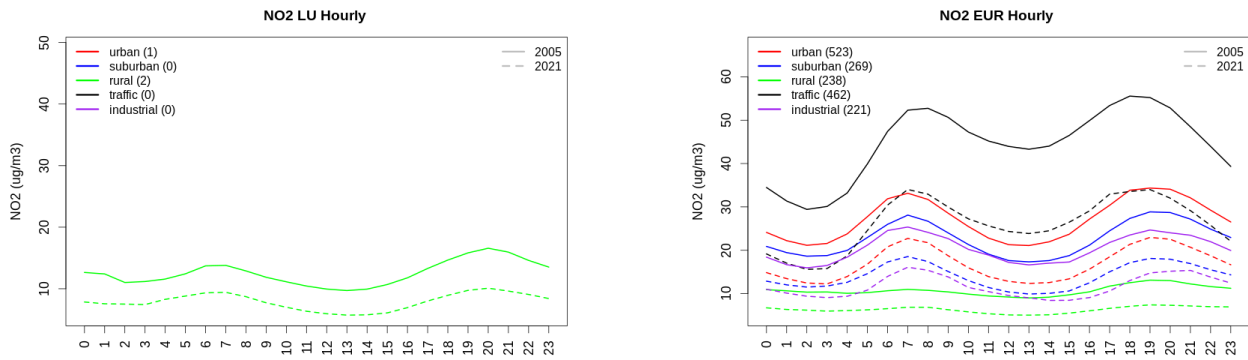 NO2 LU Hourly
NO2 (ug/m3)
50
40
30
20
10
urban (1)
suburban (0)
rural (2)
traffic (0)
industrial (0)
2005
2021
0 1 2 3 4 5 6 7 8 9 10 11 12 13 14 15 16 17 18 19 20 21 22 23
NO2 EUR Hourly
NO2 (ug/m3)
60
50
40
30
20
10
urban (523)
suburban (269)
rural (238)
traffic (462)
industrial (221)
2005
2021
0 1 2 3 4 5 6 7 8 9 10 11 12 13 14 15 16 17 18 19 20 21 22 23